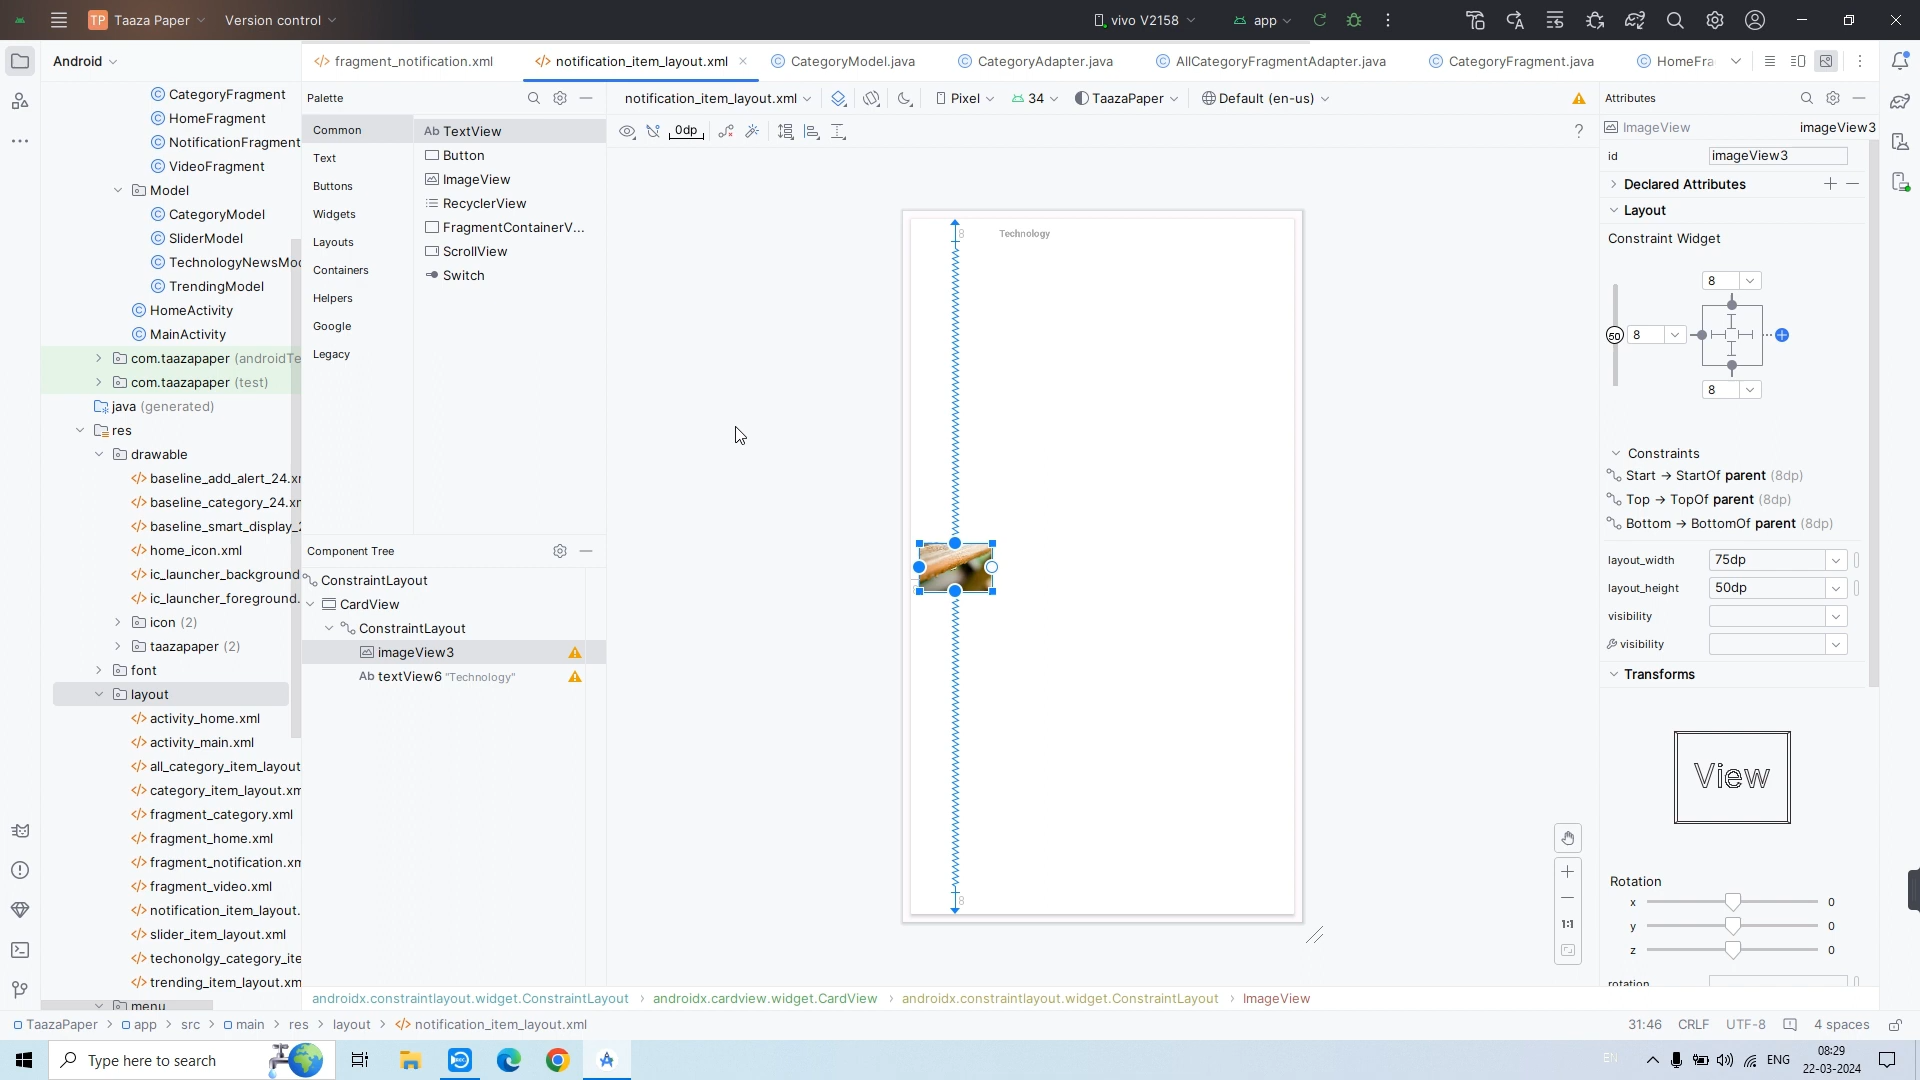 TP Taaza Paper
Version control
vivo V2158
app
Android
fragment_notification.xml
notification_item_layout.xml
CategoryModel.java
CategoryAdapter.java
AllCategoryFragmentAdapter.java
CategoryFragment.java
HomeFra
CategoryFragment
HomeFragment
NotificationFragment
VideoFragment
Model
CategoryModel
SliderModel
TechnologyNewsMo
TrendingModel
HomeActivity
MainActivity
com.taazapaper (androidTe
com.taazapaper (test)
java (generated)
res
drawable
baseline_add_alert_24.x
baseline_category_24.x
baseline_smart_display_
home_icon.xml
ic_launcher_background
ic_launcher_foreground.
icon (2)
taazapaper (2)
font
layout
activity_home.xml
activity_main.xml
all_category_item_layout
category_item_layout.xm
fragment_category.xml
fragment_home.xml
fragment_notification.xm
fragment_video.xml
notification_item_layout.
slider_item_layout.xml
techonolgy_category_ite
trending_item_layout.xm
menu
Palette
Common
Text
Buttons
Widgets
Layouts
Containers
Helpers
Google
Legacy
Ab TextView
Button
ImageView
RecyclerView
FragmentContainerV...
ScrollView
Switch
Component Tree
ConstraintLayout
CardView
ConstraintLayout
imageView3
Ab textView6 "Technology"
notification_item_layout.xml
Pixel
34
TaazaPaper
Default (en-us)
0dp
?
8
Technology
8
1:1
Attributes
ImageView
imageView3
id
imageView3
Declared Attributes
Layout
Constraint Widget
8
50
8
8
Constraints
Start → StartOf parent (8dp)
Top → TopOf parent (8dp)
Bottom → BottomOf parent (8dp)
layout_width
75dp
layout_height
50dp
visibility
visibility
Transforms
View
Rotation
x
0
y
0
z
0
rotation
androidx.constraintlayout.widget.ConstraintLayout
androidx.cardview.widget.CardView
androidx.constraintlayout.widget.ConstraintLayout
ImageView
TaazaPaper
app
src
main
res
layout
notification_item_layout.xml
31:46
CRLF
UTF-8
4 spaces
Type here to search
EN
ENG
08:29
22-03-2024